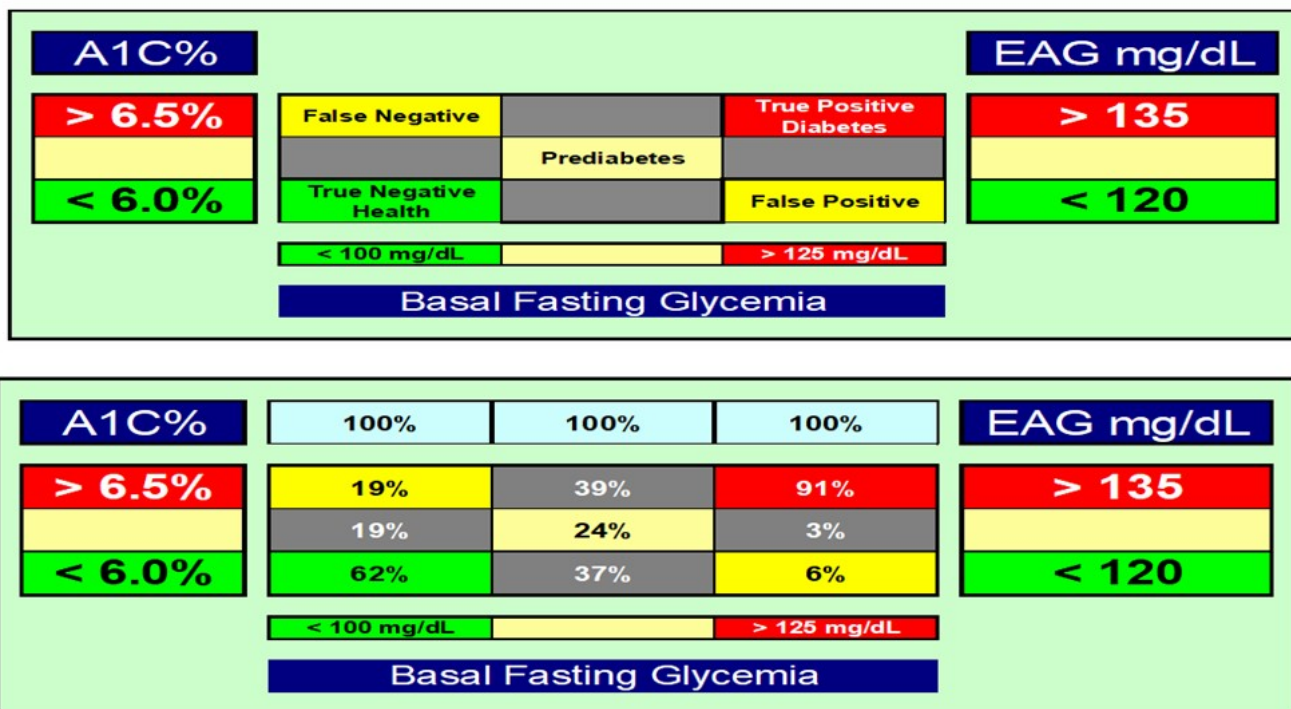 A1C% EAG mg/dL
> 6.5% False Negative True Positive > 135
Diabetes
Prediabetes
< 6.0% True Negative False Positive < 120
Health
< 100 mg/dL > 125 mg/dL
Basal Fasting Glycemia
A1C% 100% 100% 100% EAG mg/dL
> 6.5% 19% 39% 91% > 135
19% 24% 3%
< 6.0% 62% 37% 6% < 120
< 100 mg/dL > 125 mg/dL
Basal Fasting Glycemia